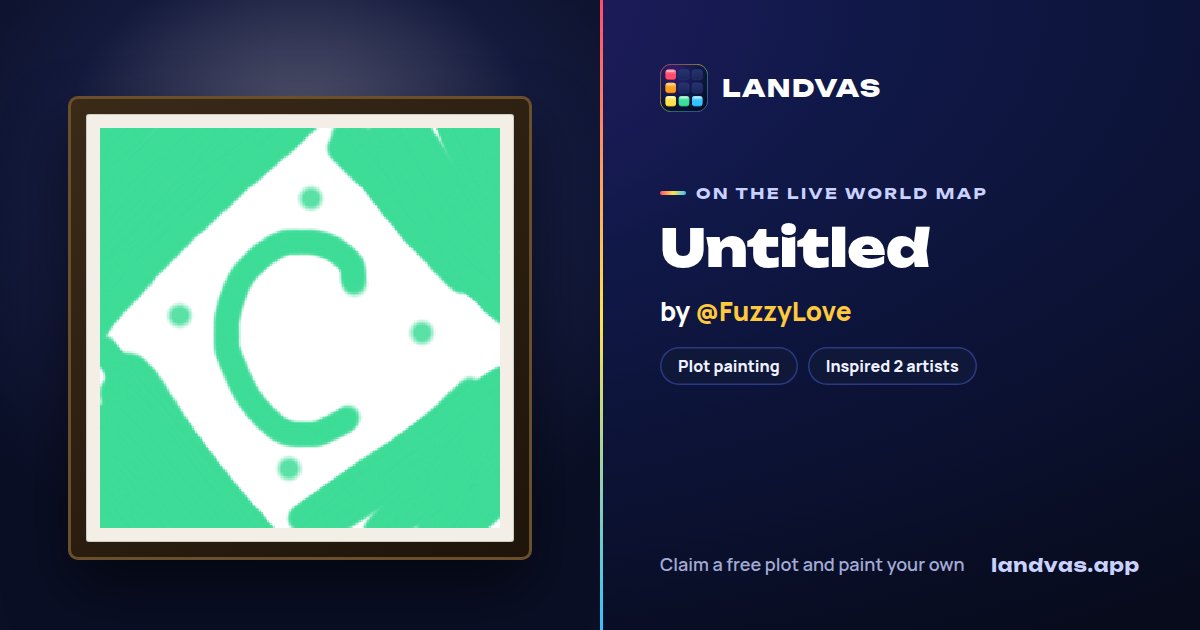 C
LANDVAS
ON THE LIVE WORLD MAP
Untitled
by @FuzzyLove
Plot painting
Inspired 2 artists
Claim a free plot and paint your own
landvas.app